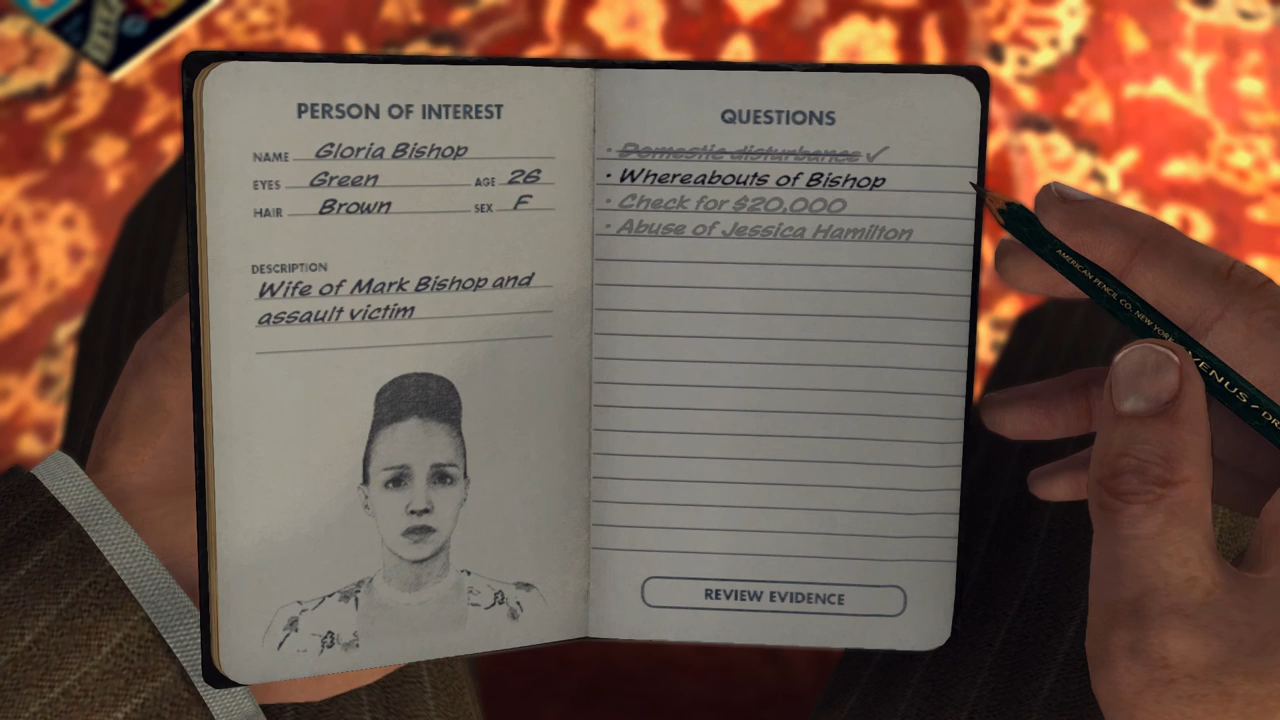 PERSON OF INTEREST
NAME Gloria Bishop
EYES Green AGE 26
HAIR Brown SEX F
DESCRIPTION
Wife of Mark Bishop and
assault victim
QUESTIONS
· Domestic disturbance ✓
· Whereabouts of Bishop
· Check for $20,000
· Abuse of Jessica Hamilton
REVIEW EVIDENCE
AMERICAN PENCIL CO. NEW YORK
VENUS / DR